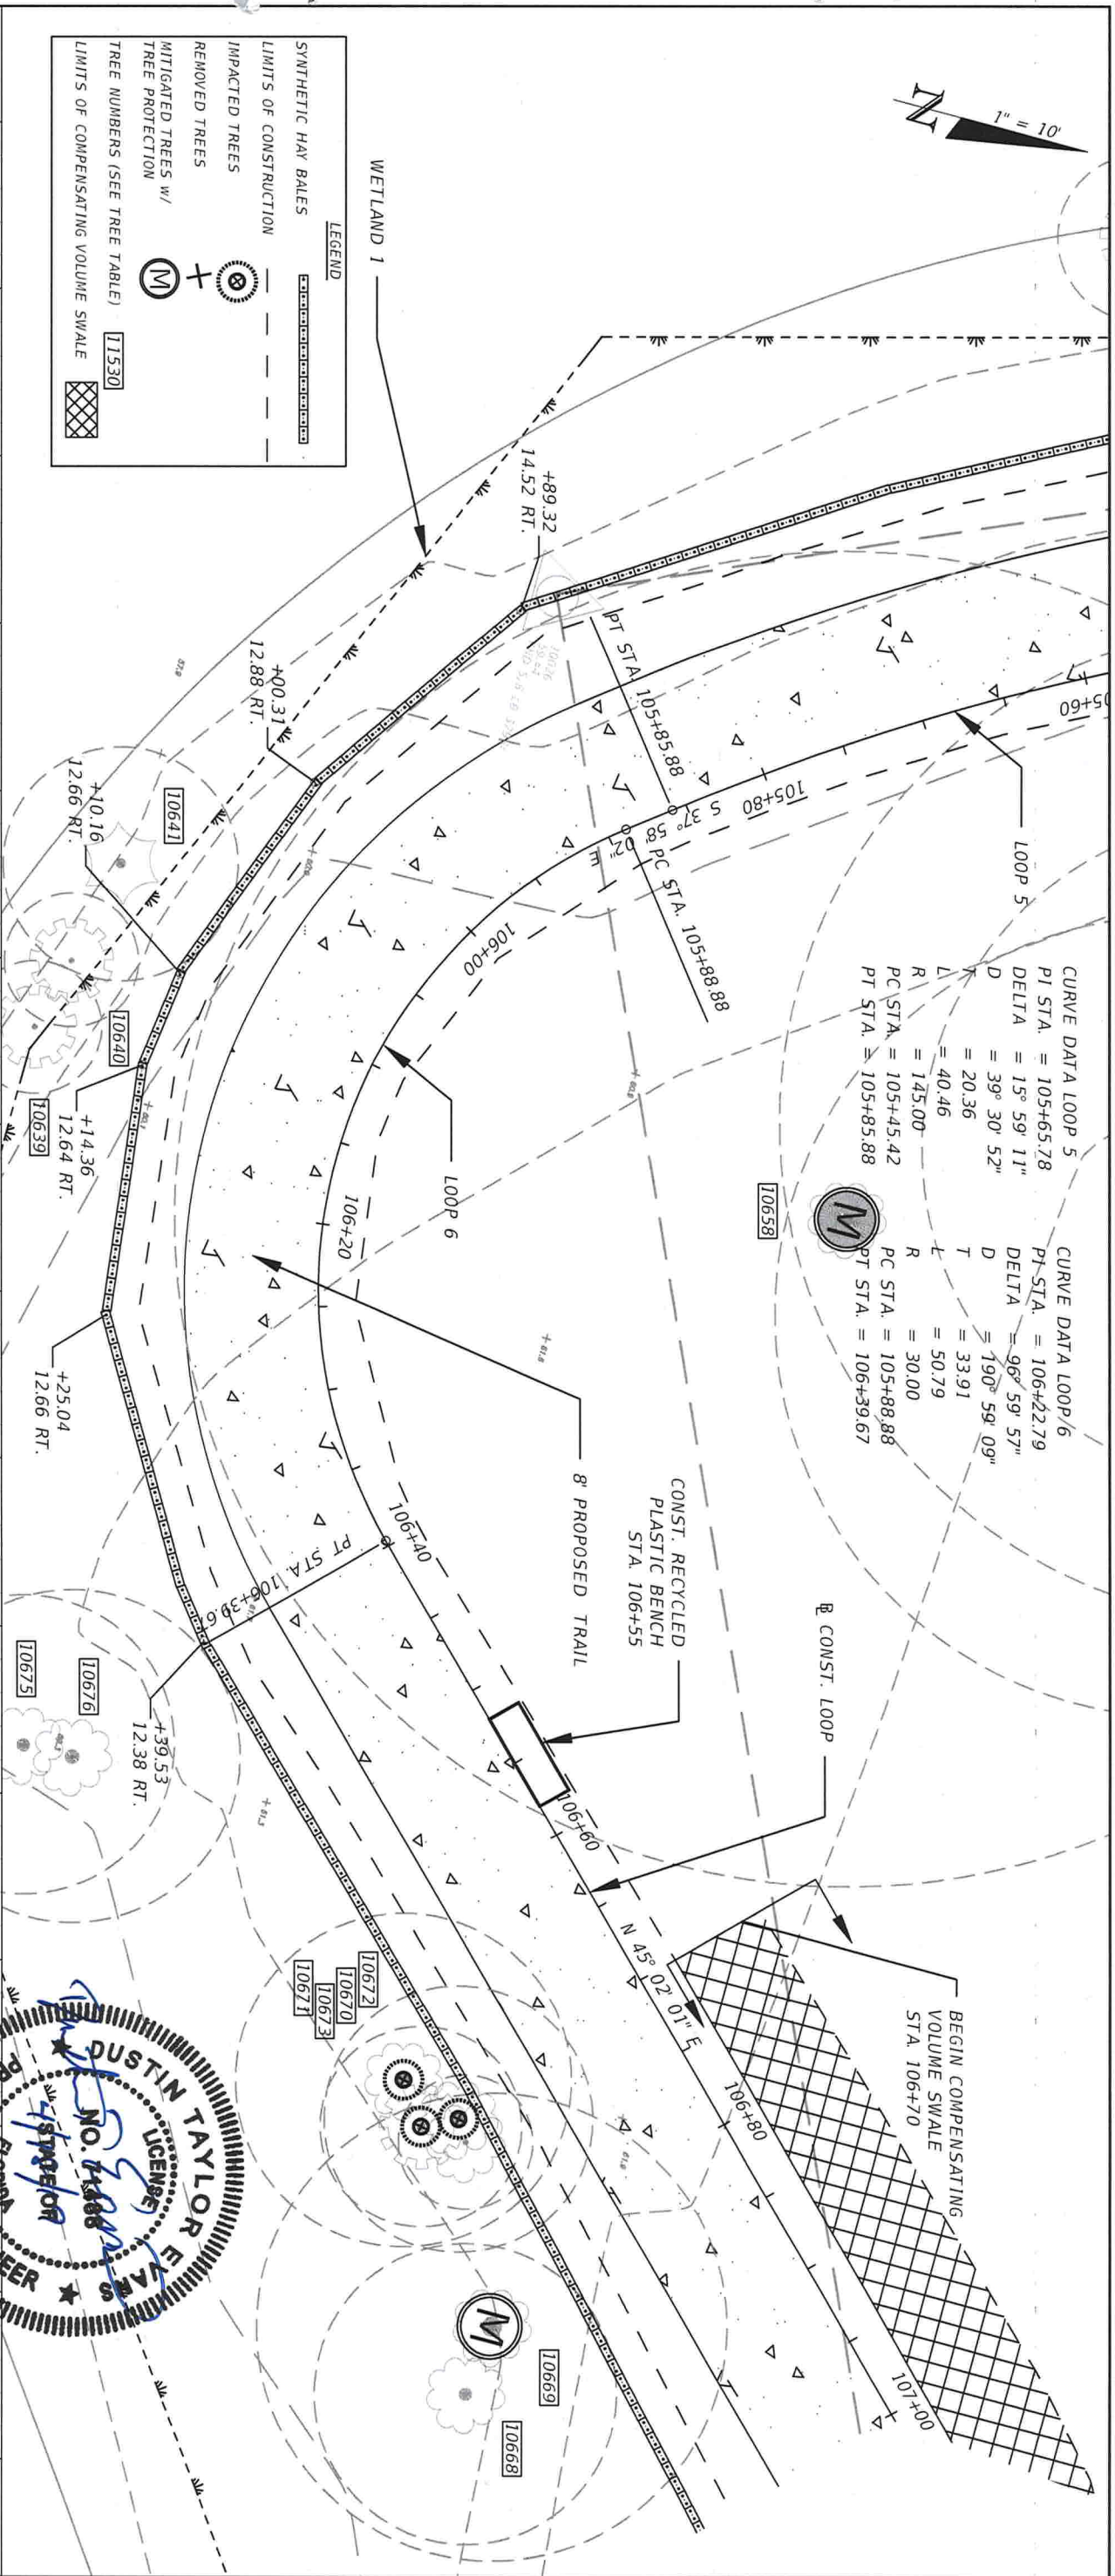 1" = 10'
N
LEGEND
SYNTHETIC HAY BALES
LIMITS OF CONSTRUCTION
IMPACTED TREES
REMOVED TREES
MITIGATED TREES W/
TREE PROTECTION
M
TREE NUMBERS (SEE TREE TABLE)
11530
LIMITS OF COMPENSATING VOLUME SWALE
WETLAND 1
+89.32
14.52 RT.
+00.31
12.88 RT.
+10.16
12.66 RT.
+14.36
12.64 RT.
+25.04
12.66 RT.
+39.53
12.38 RT.
10641
10640
10639
PT STA. 105+85.88
PC STA. 105+88.88
S 37° 58' 02" E
105+80
106+00
106+20
106+40
106+60
106+80
107+00
LOOP 5
LOOP 6
CURVE DATA LOOP 5
PI STA. = 105+65.78
DELTA = 15° 59' 11"
D = 39° 30' 52"
T = 20.36
L = 40.46
R = 145.00
PC STA. = 105+45.42
PT STA. = 105+85.88
CURVE DATA LOOP 6
PI STA. = 106+22.79
DELTA = 96° 59' 57"
D = 190° 59' 09"
T = 33.91
L = 50.79
R = 30.00
PC STA. = 105+88.88
PT STA. = 106+39.67
M
10658
8' PROPOSED TRAIL
CONST. RECYCLED
PLASTIC BENCH
STA. 106+55
℄ CONST. LOOP
PT STA. 106+39.67
N 45° 02' 01" E
BEGIN COMPENSATING
VOLUME SWALE
STA. 106+70
10675
10676
10672
10670
10673
10671
M
10669
10668
DUSTIN TAYLOR EVANS
LICENSE
STATE OF